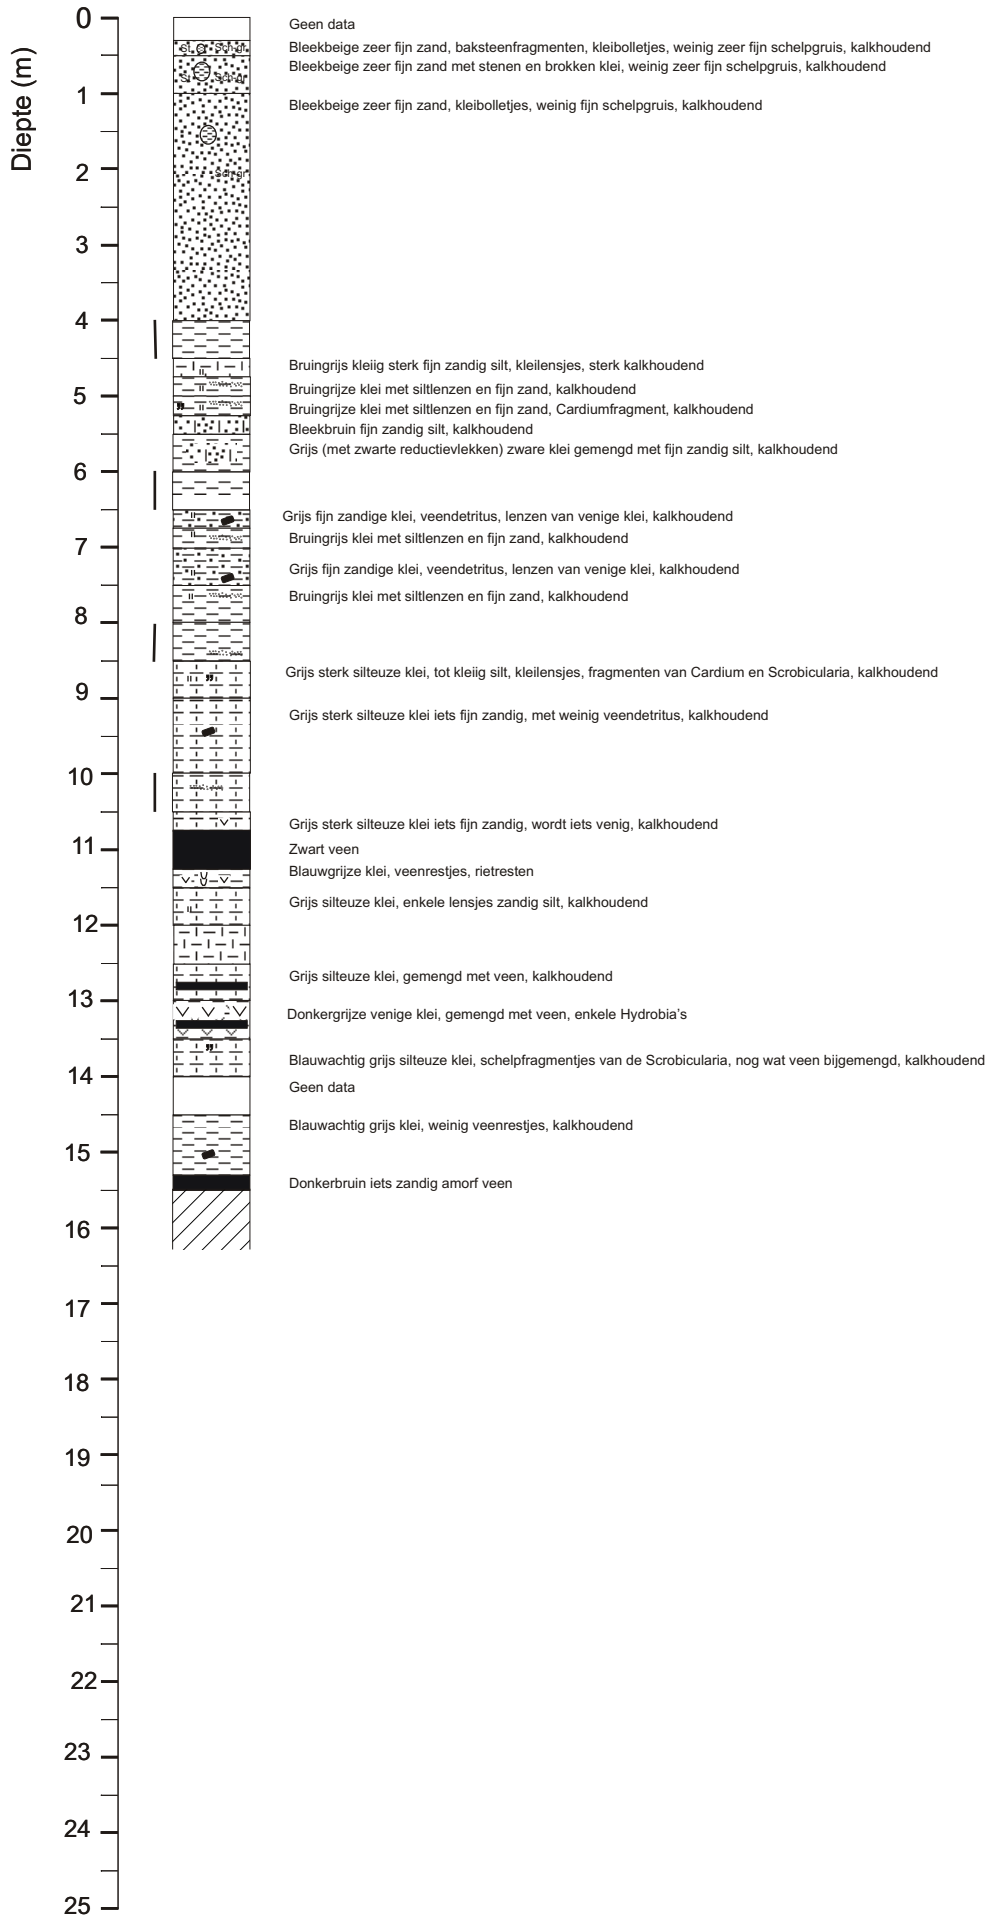 Diepte (m)
0
Geen data
St Sch.gr
Bleekbeige zeer fijn zand, baksteenfragmenten, kleibolletjes, weinig zeer fijn schelpgruis, kalkhoudend
Bleekbeige zeer fijn zand met stenen en brokken klei, weinig zeer fijn schelpgruis, kalkhoudend
St Sch.gr
1
Bleekbeige zeer fijn zand, kleibolletjes, weinig fijn schelpgruis, kalkhoudend
2
Sch.gr
3
4
Bruingrijs kleiig sterk fijn zandig silt, kleilensjes, sterk kalkhoudend
Bruingrijze klei met siltlenzen en fijn zand, kalkhoudend
5
Bruingrijze klei met siltlenzen en fijn zand, Cardiumfragment, kalkhoudend
Bleekbruin fijn zandig silt, kalkhoudend
Grijs (met zwarte reductievlekken) zware klei gemengd met fijn zandig silt, kalkhoudend
6
Grijs fijn zandige klei, veendetritus, lenzen van venige klei, kalkhoudend
Bruingrijs klei met siltlenzen en fijn zand, kalkhoudend
7
Grijs fijn zandige klei, veendetritus, lenzen van venige klei, kalkhoudend
Bruingrijs klei met siltlenzen en fijn zand, kalkhoudend
8
Grijs sterk silteuze klei, tot kleiig silt, kleilensjes, fragmenten van Cardium en Scrobicularia, kalkhoudend
9
Grijs sterk silteuze klei iets fijn zandig, met weinig veendetritus, kalkhoudend
10
Grijs sterk silteuze klei iets fijn zandig, wordt iets venig, kalkhoudend
11
Zwart veen
Blauwgrijze klei, veenrestjes, rietresten
Grijs silteuze klei, enkele lensjes zandig silt, kalkhoudend
12
Grijs silteuze klei, gemengd met veen, kalkhoudend
13
Donkergrijze venige klei, gemengd met veen, enkele Hydrobia's
Blauwachtig grijs silteuze klei, schelpfragmentjes van de Scrobicularia, nog wat veen bijgemengd, kalkhoudend
14
Geen data
Blauwachtig grijs klei, weinig veenrestjes, kalkhoudend
15
Donkerbruin iets zandig amorf veen
16
17
18
19
20
21
22
23
24
25